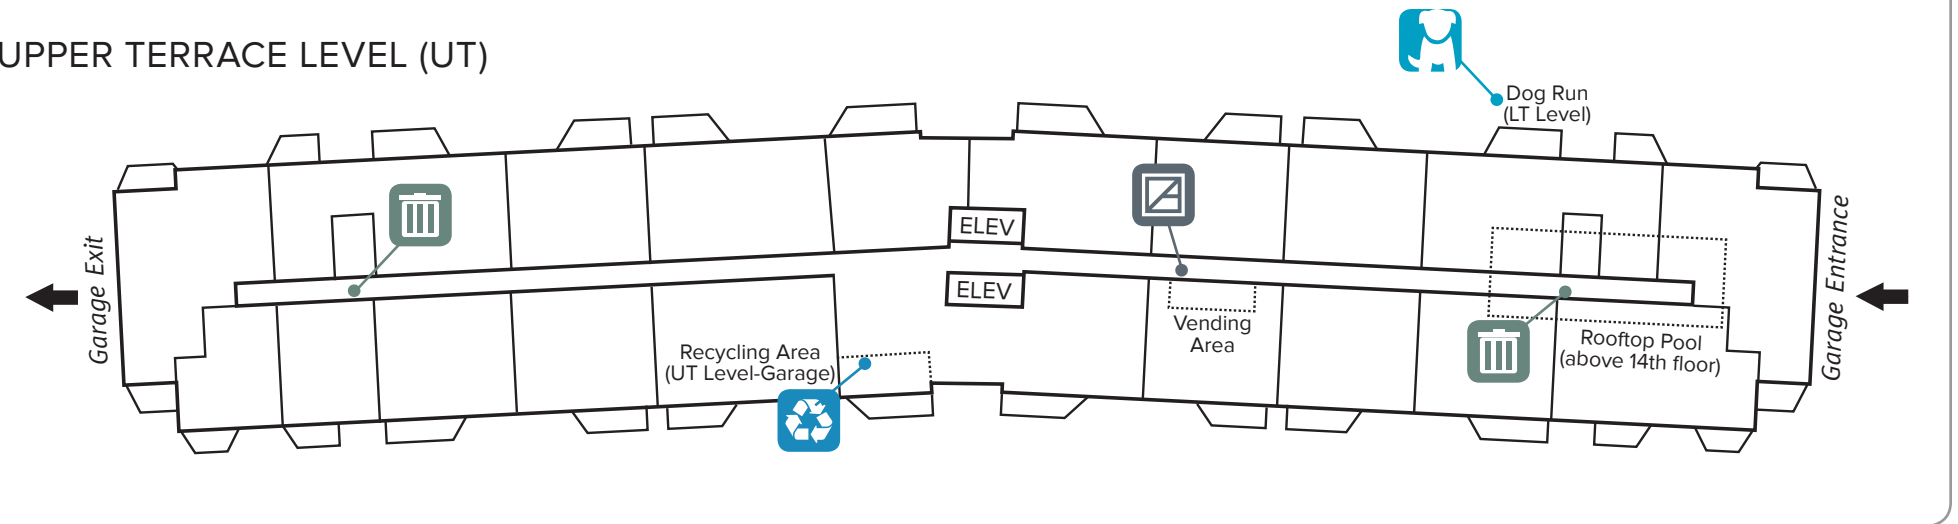 UPPER TERRACE LEVEL (UT)
Dog Run
(LT Level)
Garage Exit
Garage Entrance
ELEV
ELEV
Vending
Area
Recycling Area
(UT Level-Garage)
Rooftop Pool
(above 14th floor)